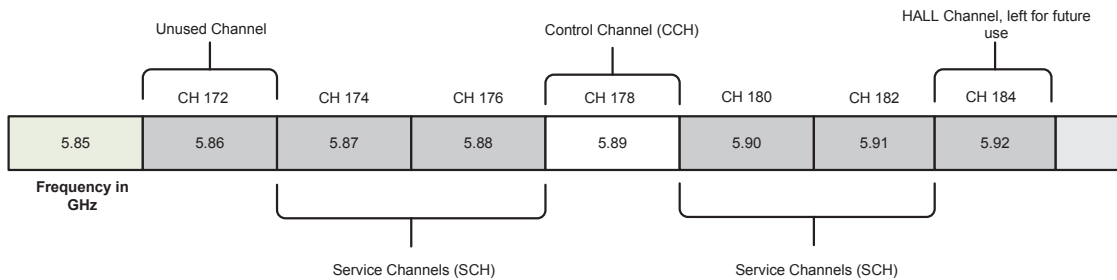 HALL Channel, left for future
use
Unused Channel
Control Channel (CCH)
CH 172
CH 174
CH 176
CH 178
CH 180
CH 182
CH 184
5.85
5.86
5.87
5.88
5.89
5.90
5.91
5.92
Frequency in
GHz
Service Channels (SCH)
Service Channels (SCH)